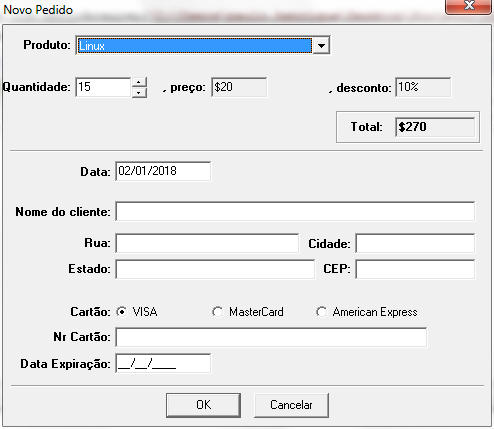 Novo Pedido
Produto: Linux
Quantidade: 15 , preço: $20 , desconto: 10%
Total: $270
Data: 02/01/2018
Nome do cliente:
Rua: Cidade:
Estado: CEP:
Cartão: VISA MasterCard American Express
Nr Cartão:
Data Expiração: __/__/____
OK Cancelar